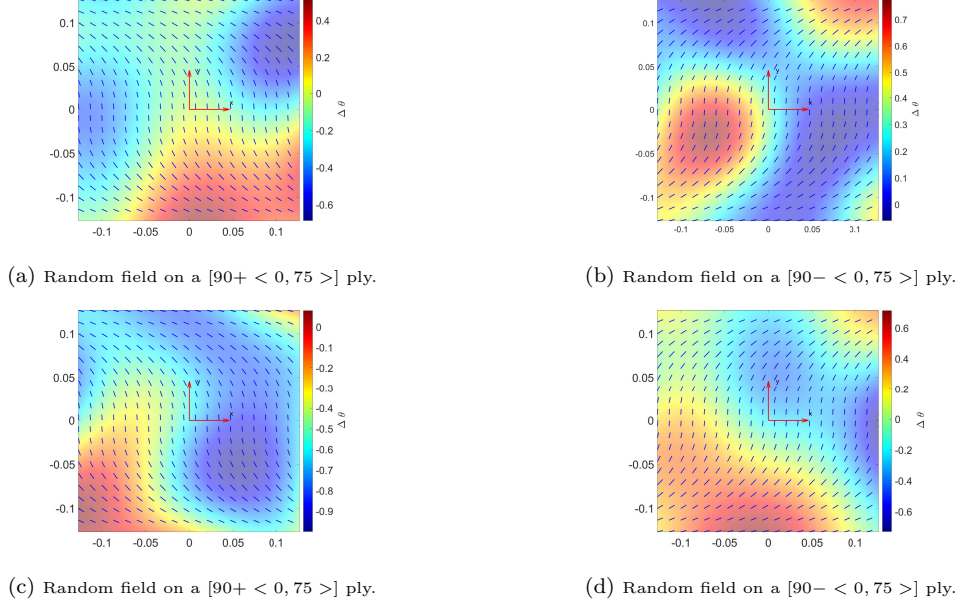 0.1
0.05
0
-0.05
-0.1
-0.1 -0.05 0 0.05 0.1
y
x
0.4
0.2
0
-0.2
-0.4
-0.6
Δ θ
0.1
0.05
0
-0.05
-0.1
-0.1 -0.05 0 0.05 0.1
y
x
0.7
0.6
0.5
0.4
0.3
0.2
0.1
0
Δ θ
(a) Random field on a [90+ < 0, 75 >] ply.
(b) Random field on a [90− < 0, 75 >] ply.
0.1
0.05
0
-0.05
-0.1
-0.1 -0.05 0 0.05 0.1
y
x
0
-0.1
-0.2
-0.3
-0.4
-0.5
-0.6
-0.7
-0.8
-0.9
Δ θ
0.1
0.05
0
-0.05
-0.1
-0.1 -0.05 0 0.05 0.1
y
x
0.6
0.4
0.2
0
-0.2
-0.4
-0.6
Δ θ
(c) Random field on a [90+ < 0, 75 >] ply.
(d) Random field on a [90− < 0, 75 >] ply.